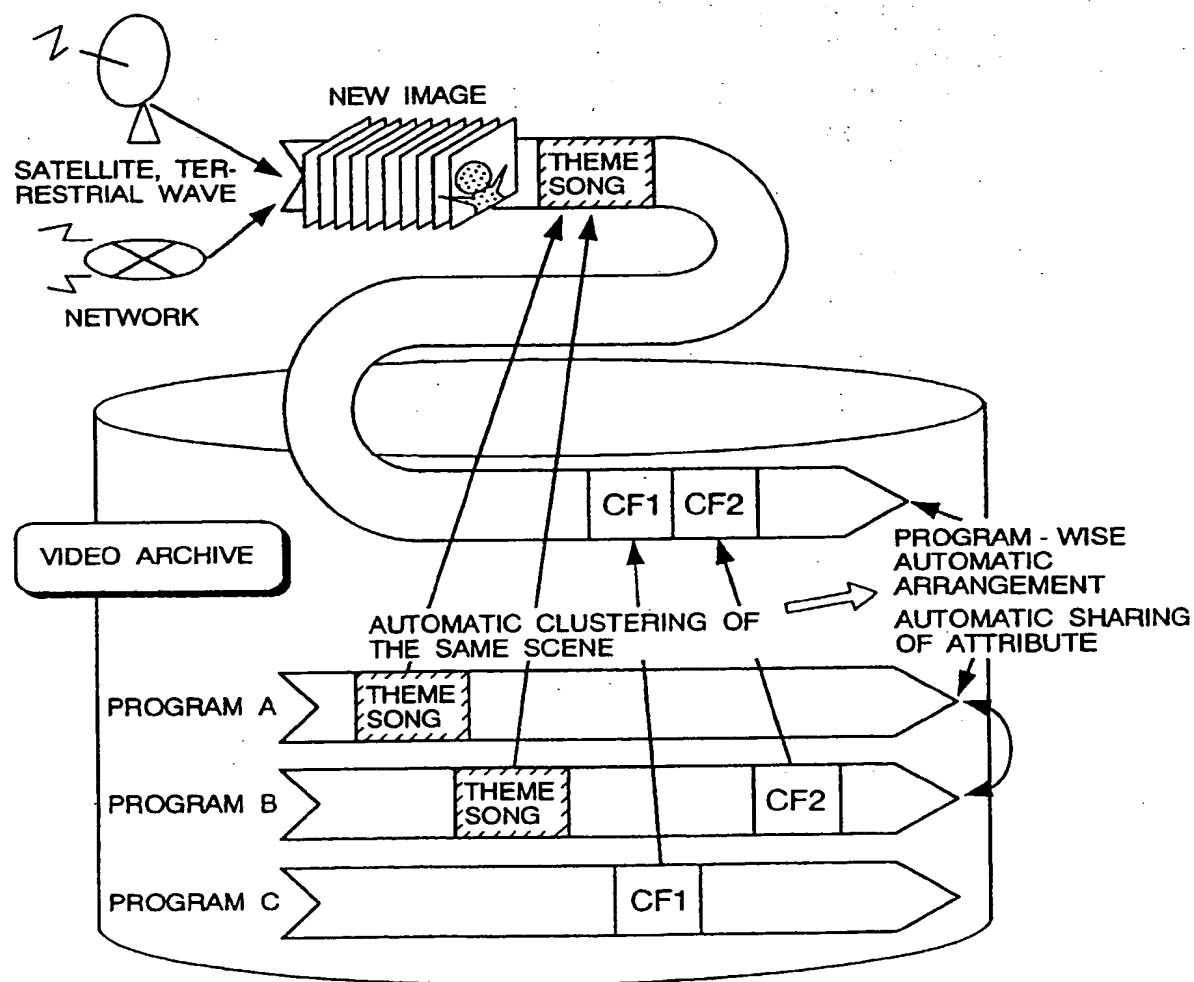 NEW IMAGE
SATELLITE, TER-
RESTRIAL WAVE
THEME
SONG
NETWORK
CF1
CF2
VIDEO ARCHIVE
PROGRAM - WISE
AUTOMATIC
ARRANGEMENT
AUTOMATIC SHARING
OF ATTRIBUTE
AUTOMATIC CLUSTERING OF
THE SAME SCENE
PROGRAM A
THEME
SONG
PROGRAM B
THEME
SONG
CF2
PROGRAM C
CF1